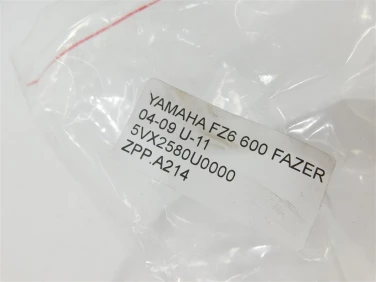 YAMAHA FZ6 600 FAZER
04-09 U-11
5VX2580U0000
ZPP.A214